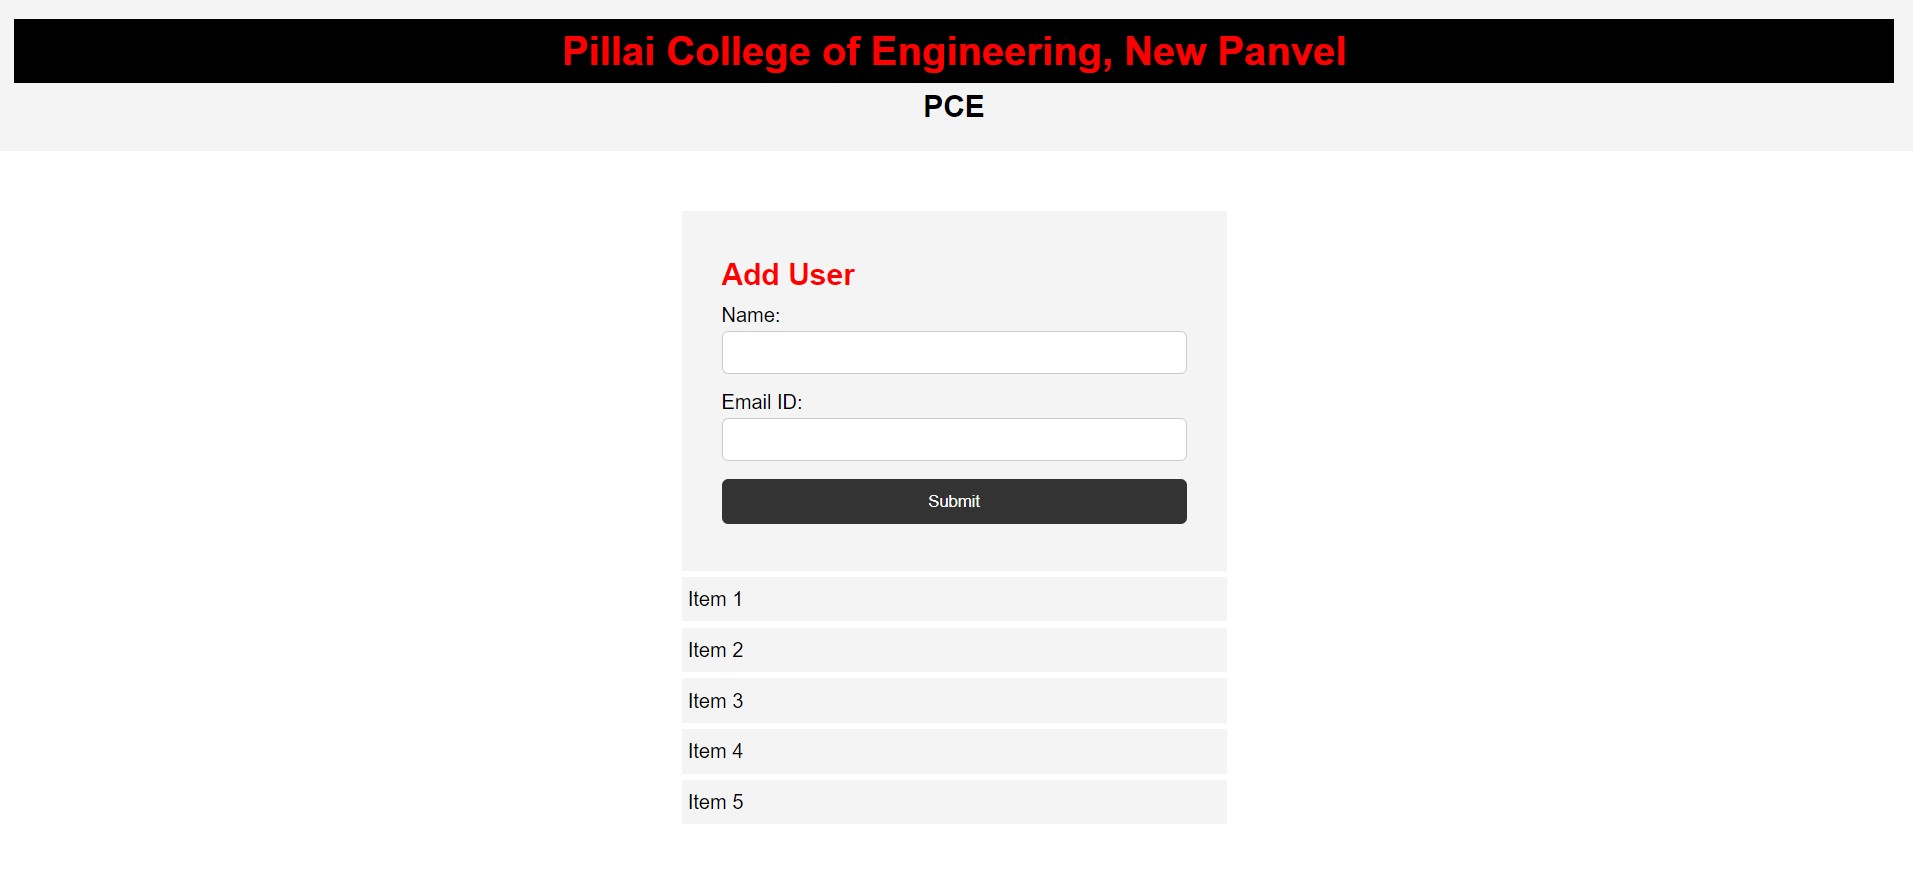 Pillai College of Engineering, New Panvel
PCE
Add User
Name:
Email ID:
Submit
Item 1
Item 2
Item 3
Item 4
Item 5